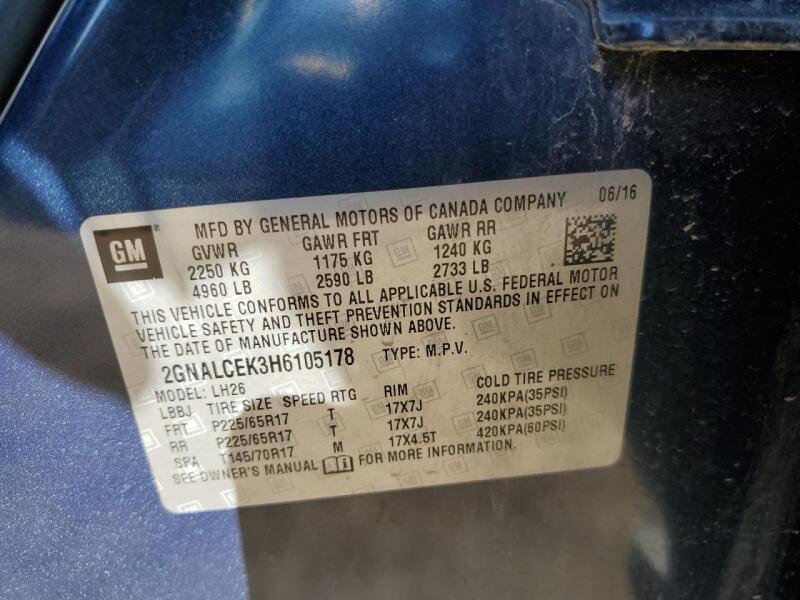 GM ® MFD BY GENERAL MOTORS OF CANADA COMPANY 06/16
GVWR GAWR FRT GAWR RR
2250 KG 1175 KG 1240 KG
4960 LB 2590 LB 2733 LB
THIS VEHICLE CONFORMS TO ALL APPLICABLE U.S. FEDERAL MOTOR
VEHICLE SAFETY AND THEFT PREVENTION STANDARDS IN EFFECT ON
THE DATE OF MANUFACTURE SHOWN ABOVE.
2GNALCEK3H6105178 TYPE: M.P.V.
MODEL: LH26
LBBJ TIRE SIZE SPEED RTG RIM COLD TIRE PRESSURE
FRT P225/65R17 T 17X7J 240KPA(35PSI)
RR P225/65R17 T 17X7J 240KPA(35PSI)
SPA T145/70R17 M 17X4.5T 420KPA(60PSI)
SEE OWNER'S MANUAL FOR MORE INFORMATION.